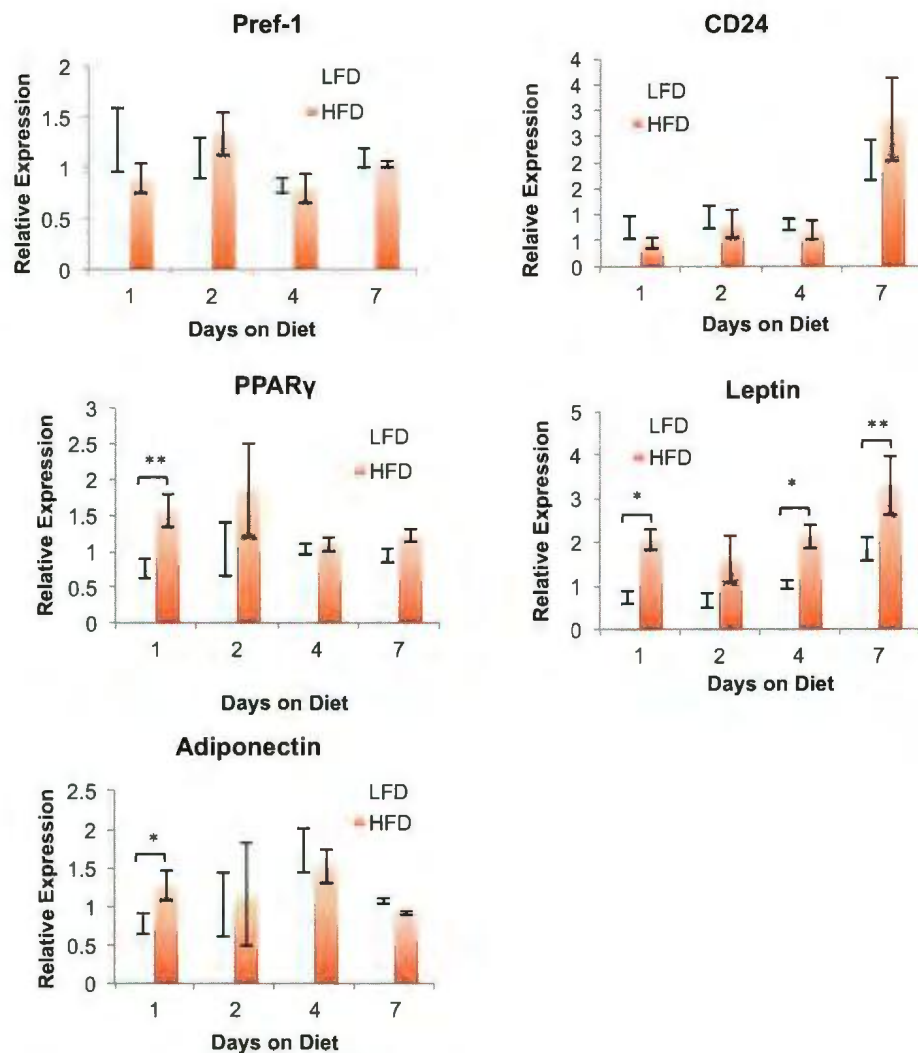 Pref-1
Relative Expression
2
1.5
1
0.5
0
LFD
HFD
1 2 4 7
Days on Diet
CD24
Relaive Expression
4
4
3
3
2
2
1
1
0
LFD
HFD
1 2 4 7
Days on Diet
PPARγ
Relative Expression
3
2.5
2
1.5
1
0.5
0
**
LFD
HFD
1 2 4 7
Days on Diet
Leptin
Relative Expression
5
4
3
2
1
0
LFD
HFD
*
*
**
1 2 4 7
Days on Diet
Adiponectin
Relative Expression
2.5
2
1.5
1
0.5
0
*
LFD
HFD
1 2 4 7
Days on Diet